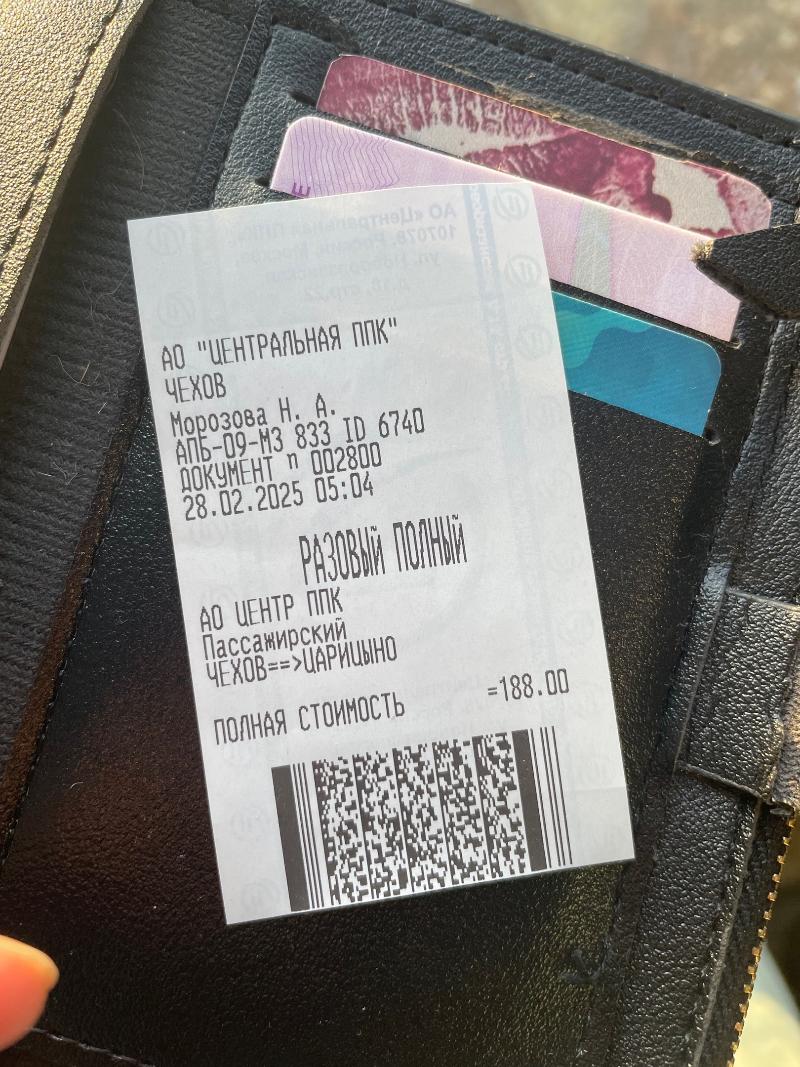 АО "ЦЕНТРАЛЬНАЯ ППК"
ЧЕХОВ
Морозова Н. А.
АПБ-09-МЗ 833 ID 6740
ДОКУМЕНТ n 002800
28.02.2025 05:04
РАЗОВЫЙ ПОЛНЫЙ
АО ЦЕНТР ППК
Пассажирский
ЧЕХОВ==>ЦАРИЦЫНО
ПОЛНАЯ СТОИМОСТЬ =188.00